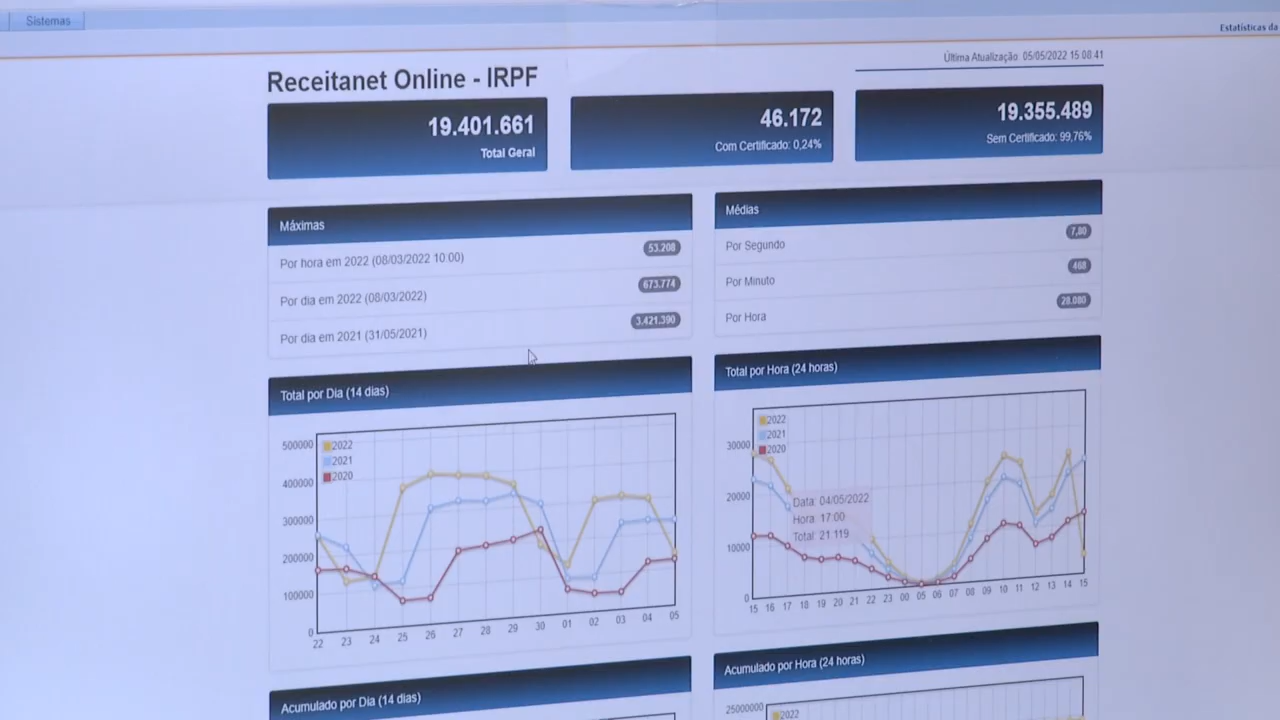 Sistemas
Estatísticas da
Última Atualização 05/05/2022 15:08:41
Receitanet Online - IRPF
19.401.661
Total Geral
46.172
Com Certificado: 0,24%
19.355.489
Sem Certificado: 99,76%
Máximas
Por hora em 2022 (08/03/2022 10:00)
53.208
Por dia em 2022 (08/03/2022)
673.774
Por dia em 2021 (31/05/2021)
3.421.390
Médias
Por Segundo
7,80
Por Minuto
468
Por Hora
28.080
Total por Dia (14 dias)
2022
2021
2020
500000
400000
300000
200000
100000
0
22 23 24 25 26 27 28 29 30 01 02 03 04 05
Total por Hora (24 horas)
2022
2021
2020
30000
20000
10000
0
Data: 04/05/2022
Hora: 17:00
Total: 21.119
15 16 17 18 19 20 21 22 23 00 05 06 07 08 09 10 11 12 13 14 15
Acumulado por Dia (14 dias)
Acumulado por Hora (24 horas)
25000000
2022